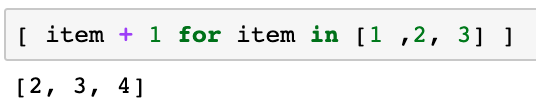 [ item + 1 for item in [1 ,2, 3] ]
[2, 3, 4]